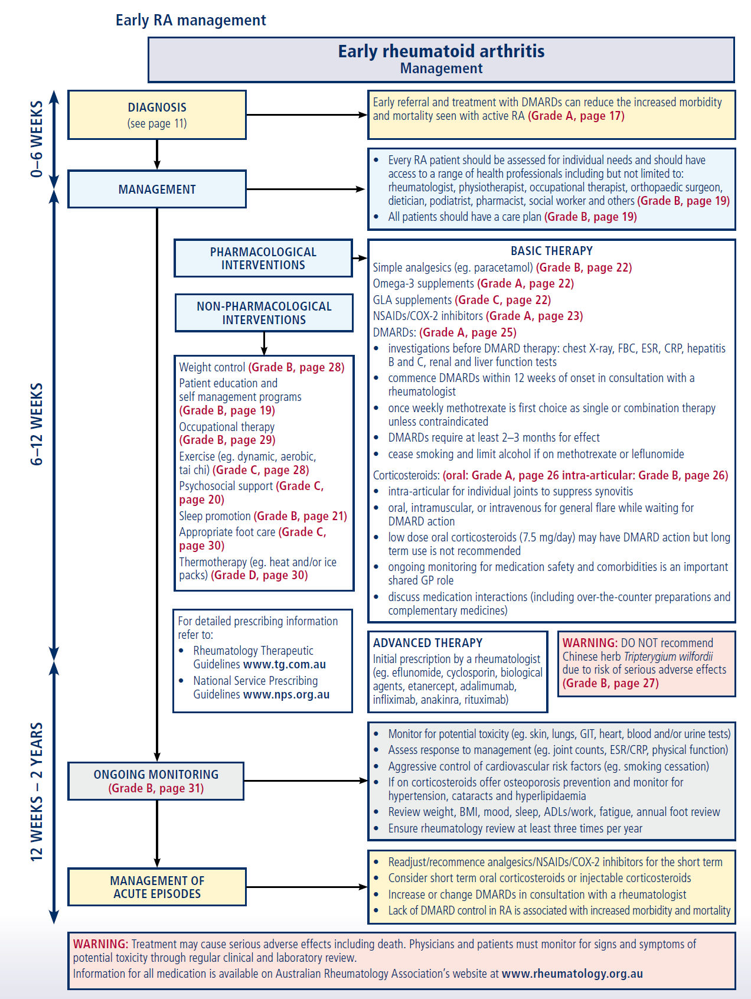 Early RA management
Early rheumatoid arthritis
Management
0–6 WEEKS
DIAGNOSIS
(see page 11)
Early referral and treatment with DMARDs can reduce the increased morbidity
and mortality seen with active RA (Grade A, page 17)
MANAGEMENT
• Every RA patient should be assessed for individual needs and should have
access to a range of health professionals including but not limited to:
rheumatologist, physiotherapist, occupational therapist, orthopaedic surgeon,
dietician, podiatrist, pharmacist, social worker and others (Grade B, page 19)
• All patients should have a care plan (Grade B, page 19)
6–12 WEEKS
PHARMACOLOGICAL
INTERVENTIONS
NON-PHARMACOLOGICAL
INTERVENTIONS
Weight control (Grade B, page 28)
Patient education and
self management programs
(Grade B, page 19)
Occupational therapy
(Grade B, page 29)
Exercise (eg. dynamic, aerobic,
tai chi) (Grade C, page 28)
Psychosocial support (Grade C,
page 20)
Sleep promotion (Grade B, page 21)
Appropriate foot care (Grade C,
page 30)
Thermotherapy (eg. heat and/or ice
packs) (Grade D, page 30)
BASIC THERAPY
Simple analgesics (eg. paracetamol) (Grade B, page 22)
Omega-3 supplements (Grade A, page 22)
GLA supplements (Grade C, page 22)
NSAIDs/COX-2 inhibitors (Grade A, page 23)
DMARDs: (Grade A, page 25)
• investigations before DMARD therapy: chest X-ray, FBC, ESR, CRP, hepatitis
B and C, renal and liver function tests
• commence DMARDs within 12 weeks of onset in consultation with a
rheumatologist
• once weekly methotrexate is first choice as single or combination therapy
unless contraindicated
• DMARDs require at least 2–3 months for effect
• cease smoking and limit alcohol if on methotrexate or leflunomide
Corticosteroids: (oral: Grade A, page 26 intra-articular: Grade B, page 26)
• intra-articular for individual joints to suppress synovitis
• oral, intramuscular, or intravenous for general flare while waiting for
DMARD action
• low dose oral corticosteroids (7.5 mg/day) may have DMARD action but long
term use is not recommended
• ongoing monitoring for medication safety and comorbidities is an important
shared GP role
• discuss medication interactions (including over-the-counter preparations and
complementary medicines)
For detailed prescribing information
refer to:
• Rheumatology Therapeutic
Guidelines www.tg.com.au
• National Service Prescribing
Guidelines www.nps.org.au
ADVANCED THERAPY
Initial prescription by a rheumatologist
(eg. eflunomide, cyclosporin, biological
agents, etanercept, adalimumab,
infliximab, anakinra, rituximab)
WARNING: DO NOT recommend
Chinese herb Tripterygium wilfordii
due to risk of serious adverse effects
(Grade B, page 27)
12 WEEKS – 2 YEARS
ONGOING MONITORING
(Grade B, page 31)
• Monitor for potential toxicity (eg. skin, lungs, GIT, heart, blood and/or urine tests)
• Assess response to management (eg. joint counts, ESR/CRP, physical function)
• Aggressive control of cardiovascular risk factors (eg. smoking cessation)
• If on corticosteroids offer osteoporosis prevention and monitor for
hypertension, cataracts and hyperlipidaemia
• Review weight, BMI, mood, sleep, ADLs/work, fatigue, annual foot review
• Ensure rheumatology review at least three times per year
MANAGEMENT OF
ACUTE EPISODES
• Readjust/recommence analgesics/NSAIDs/COX-2 inhibitors for the short term
• Consider short term oral corticosteroids or injectable corticosteroids
• Increase or change DMARDs in consultation with a rheumatologist
• Lack of DMARD control in RA is associated with increased morbidity and mortality
WARNING: Treatment may cause serious adverse effects including death. Physicians and patients must monitor for signs and symptoms of
potential toxicity through regular clinical and laboratory review.
Information for all medication is available on Australian Rheumatology Association’s website at www.rheumatology.org.au